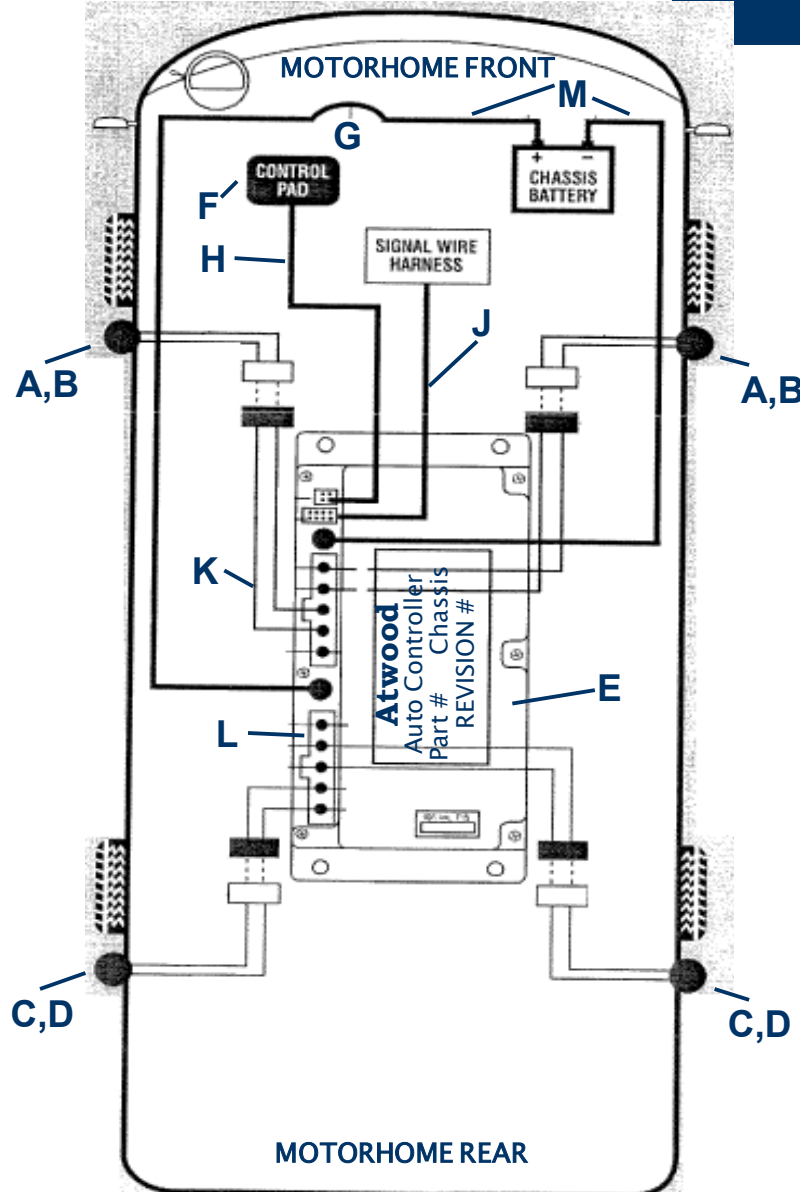 MOTORHOME FRONT
M
G
+ −
CHASSIS
BATTERY
CONTROL
PAD
F
SIGNAL WIRE
HARNESS
H
J
A,B
A,B
K
Atwood
Auto Controller
Part # Chassis
REVISION #
E
L
C,D
C,D
MOTORHOME REAR